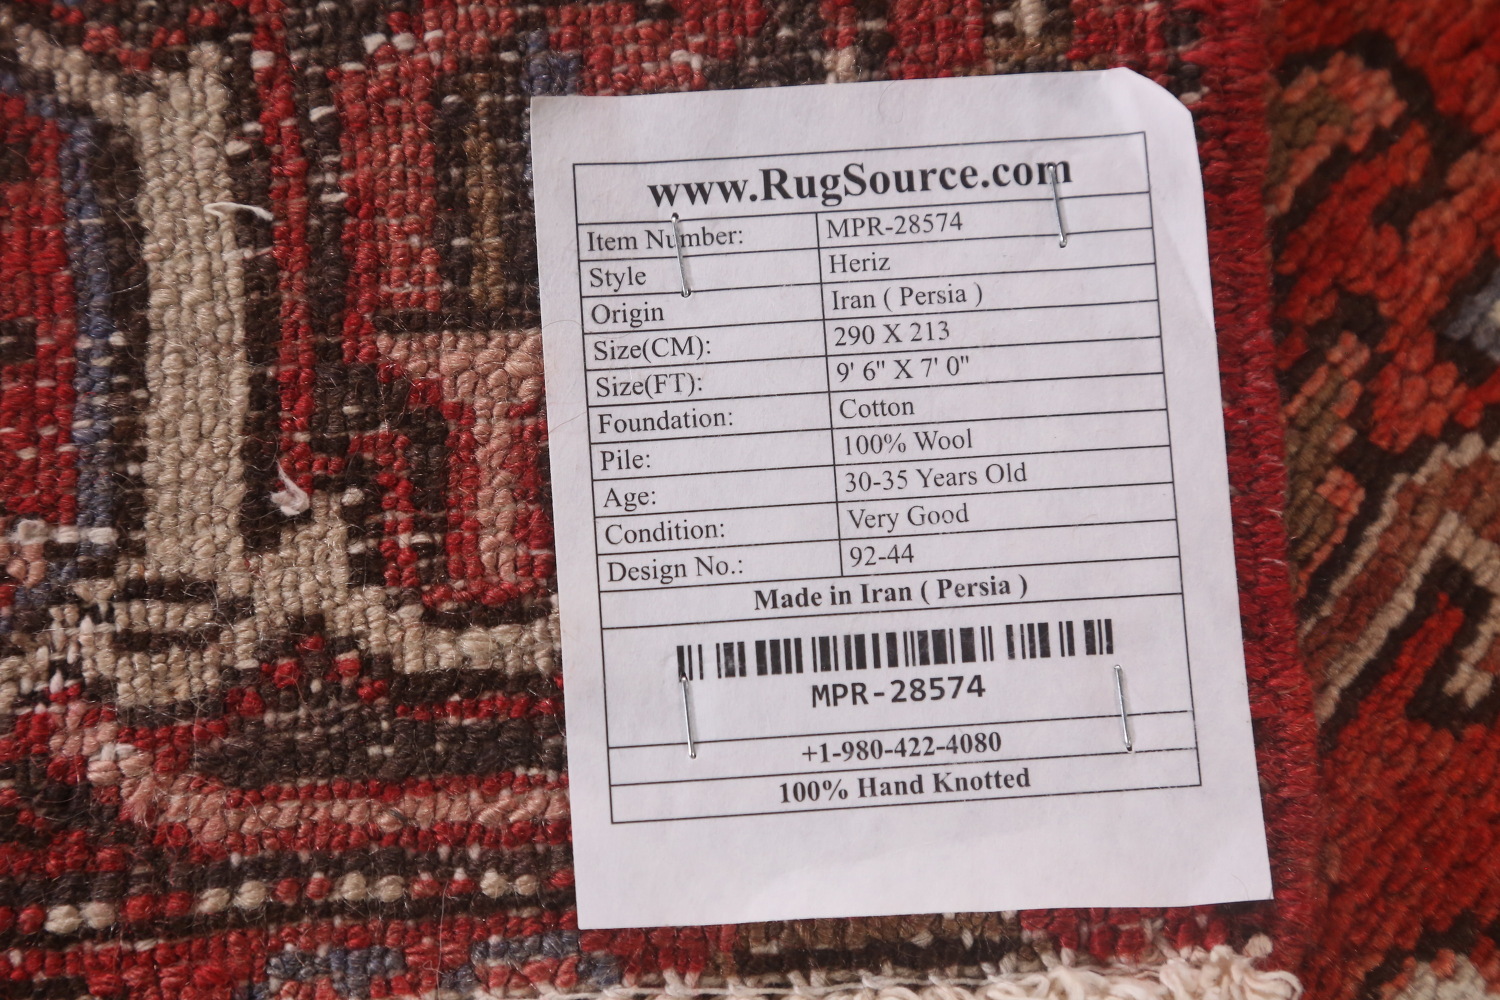 www.RugSource.com
Item Number: MPR-28574
Style Heriz
Origin Iran ( Persia )
Size(CM): 290 X 213
Size(FT): 9' 6" X 7' 0"
Foundation: Cotton
Pile: 100% Wool
Age: 30-35 Years Old
Condition: Very Good
Design No.: 92-44
Made in Iran ( Persia )
MPR-28574
+1-980-422-4080
100% Hand Knotted